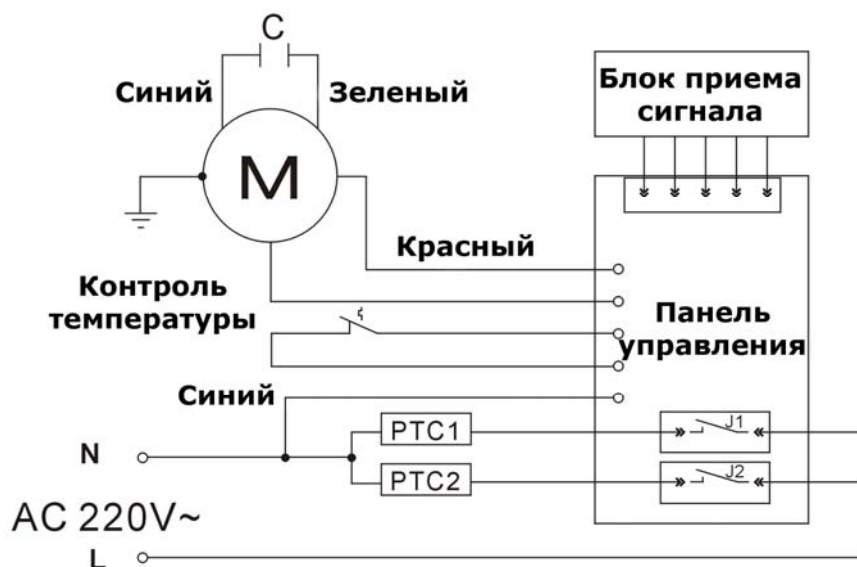 C
Синий
Зеленый
Блок приема
сигнала
M
Красный
Контроль
температуры
Панель
управления
Синий
PTC1
J1
N
PTC2
J2
AC 220V~
L